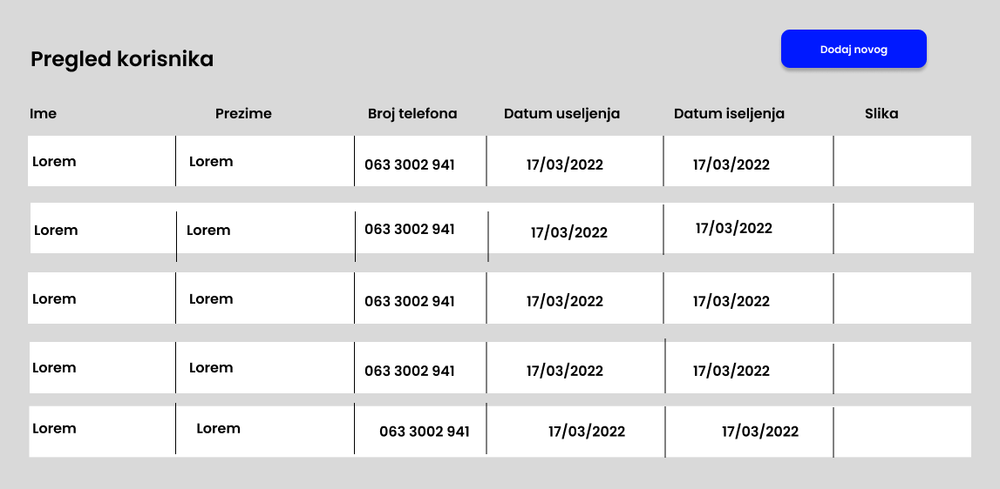 Pregled korisnika
Dodaj novog
Ime Prezime Broj telefona Datum useljenja Datum iseljenja Slika
Lorem Lorem 063 3002 941 17/03/2022 17/03/2022
Lorem Lorem 063 3002 941 17/03/2022 17/03/2022
Lorem Lorem 063 3002 941 17/03/2022 17/03/2022
Lorem Lorem 063 3002 941 17/03/2022 17/03/2022
Lorem Lorem 063 3002 941 17/03/2022 17/03/2022